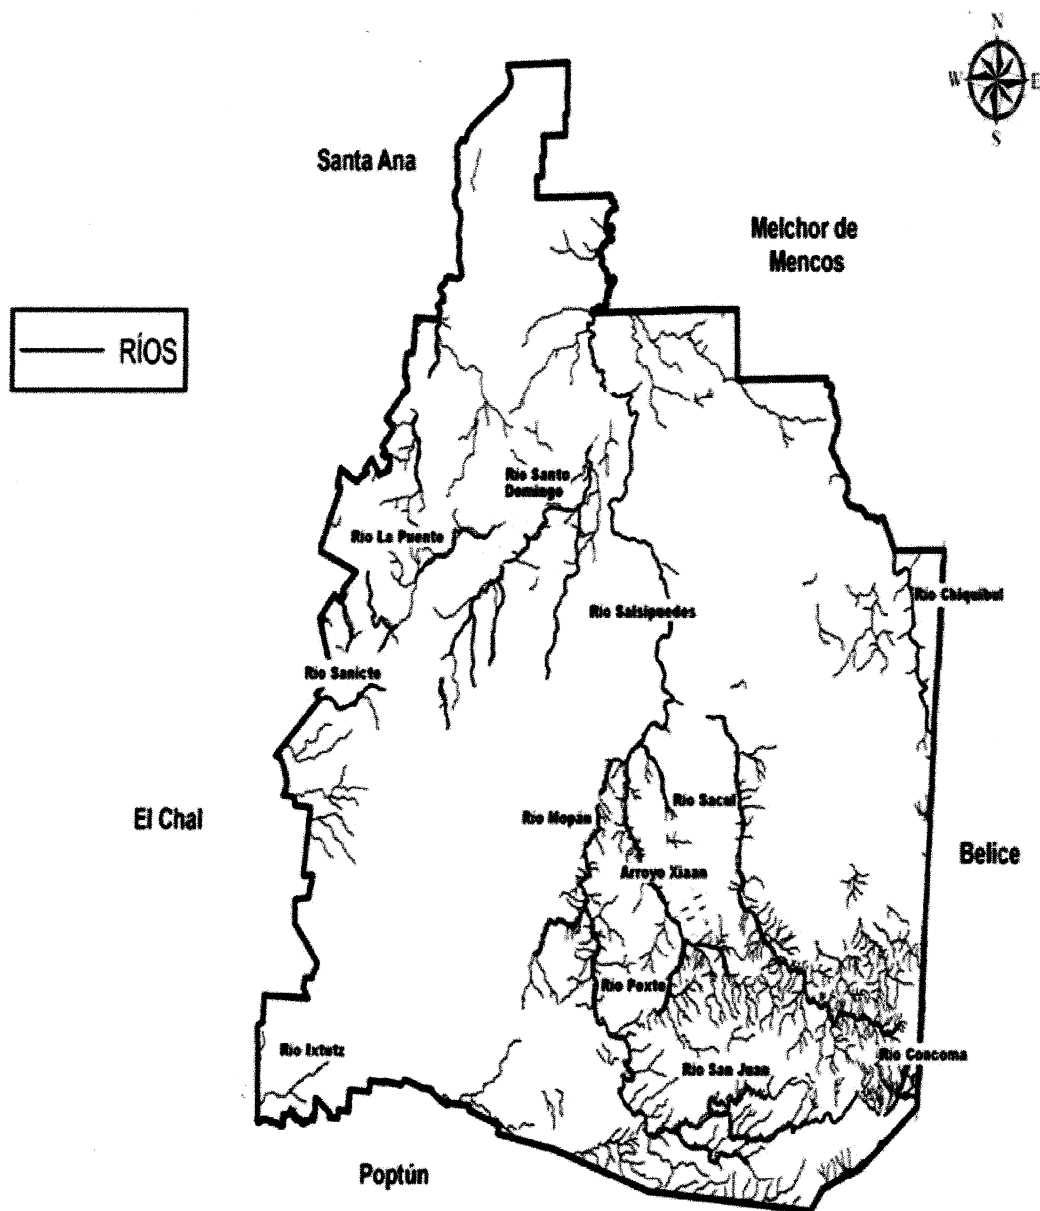 N
W E
S
Santa Ana
Melchor de
Mencos
RÍOS
Río Santo
Domingo
Río La Puente
Río Chiquibul
Río Salsipuedes
Río Sanicte
Río Sacul
Río Mopán
El Chal
Belice
Arroyo Xiaan
Río Poxte
Río Ixtutz
Río Concoma
Río San Juan
Poptún